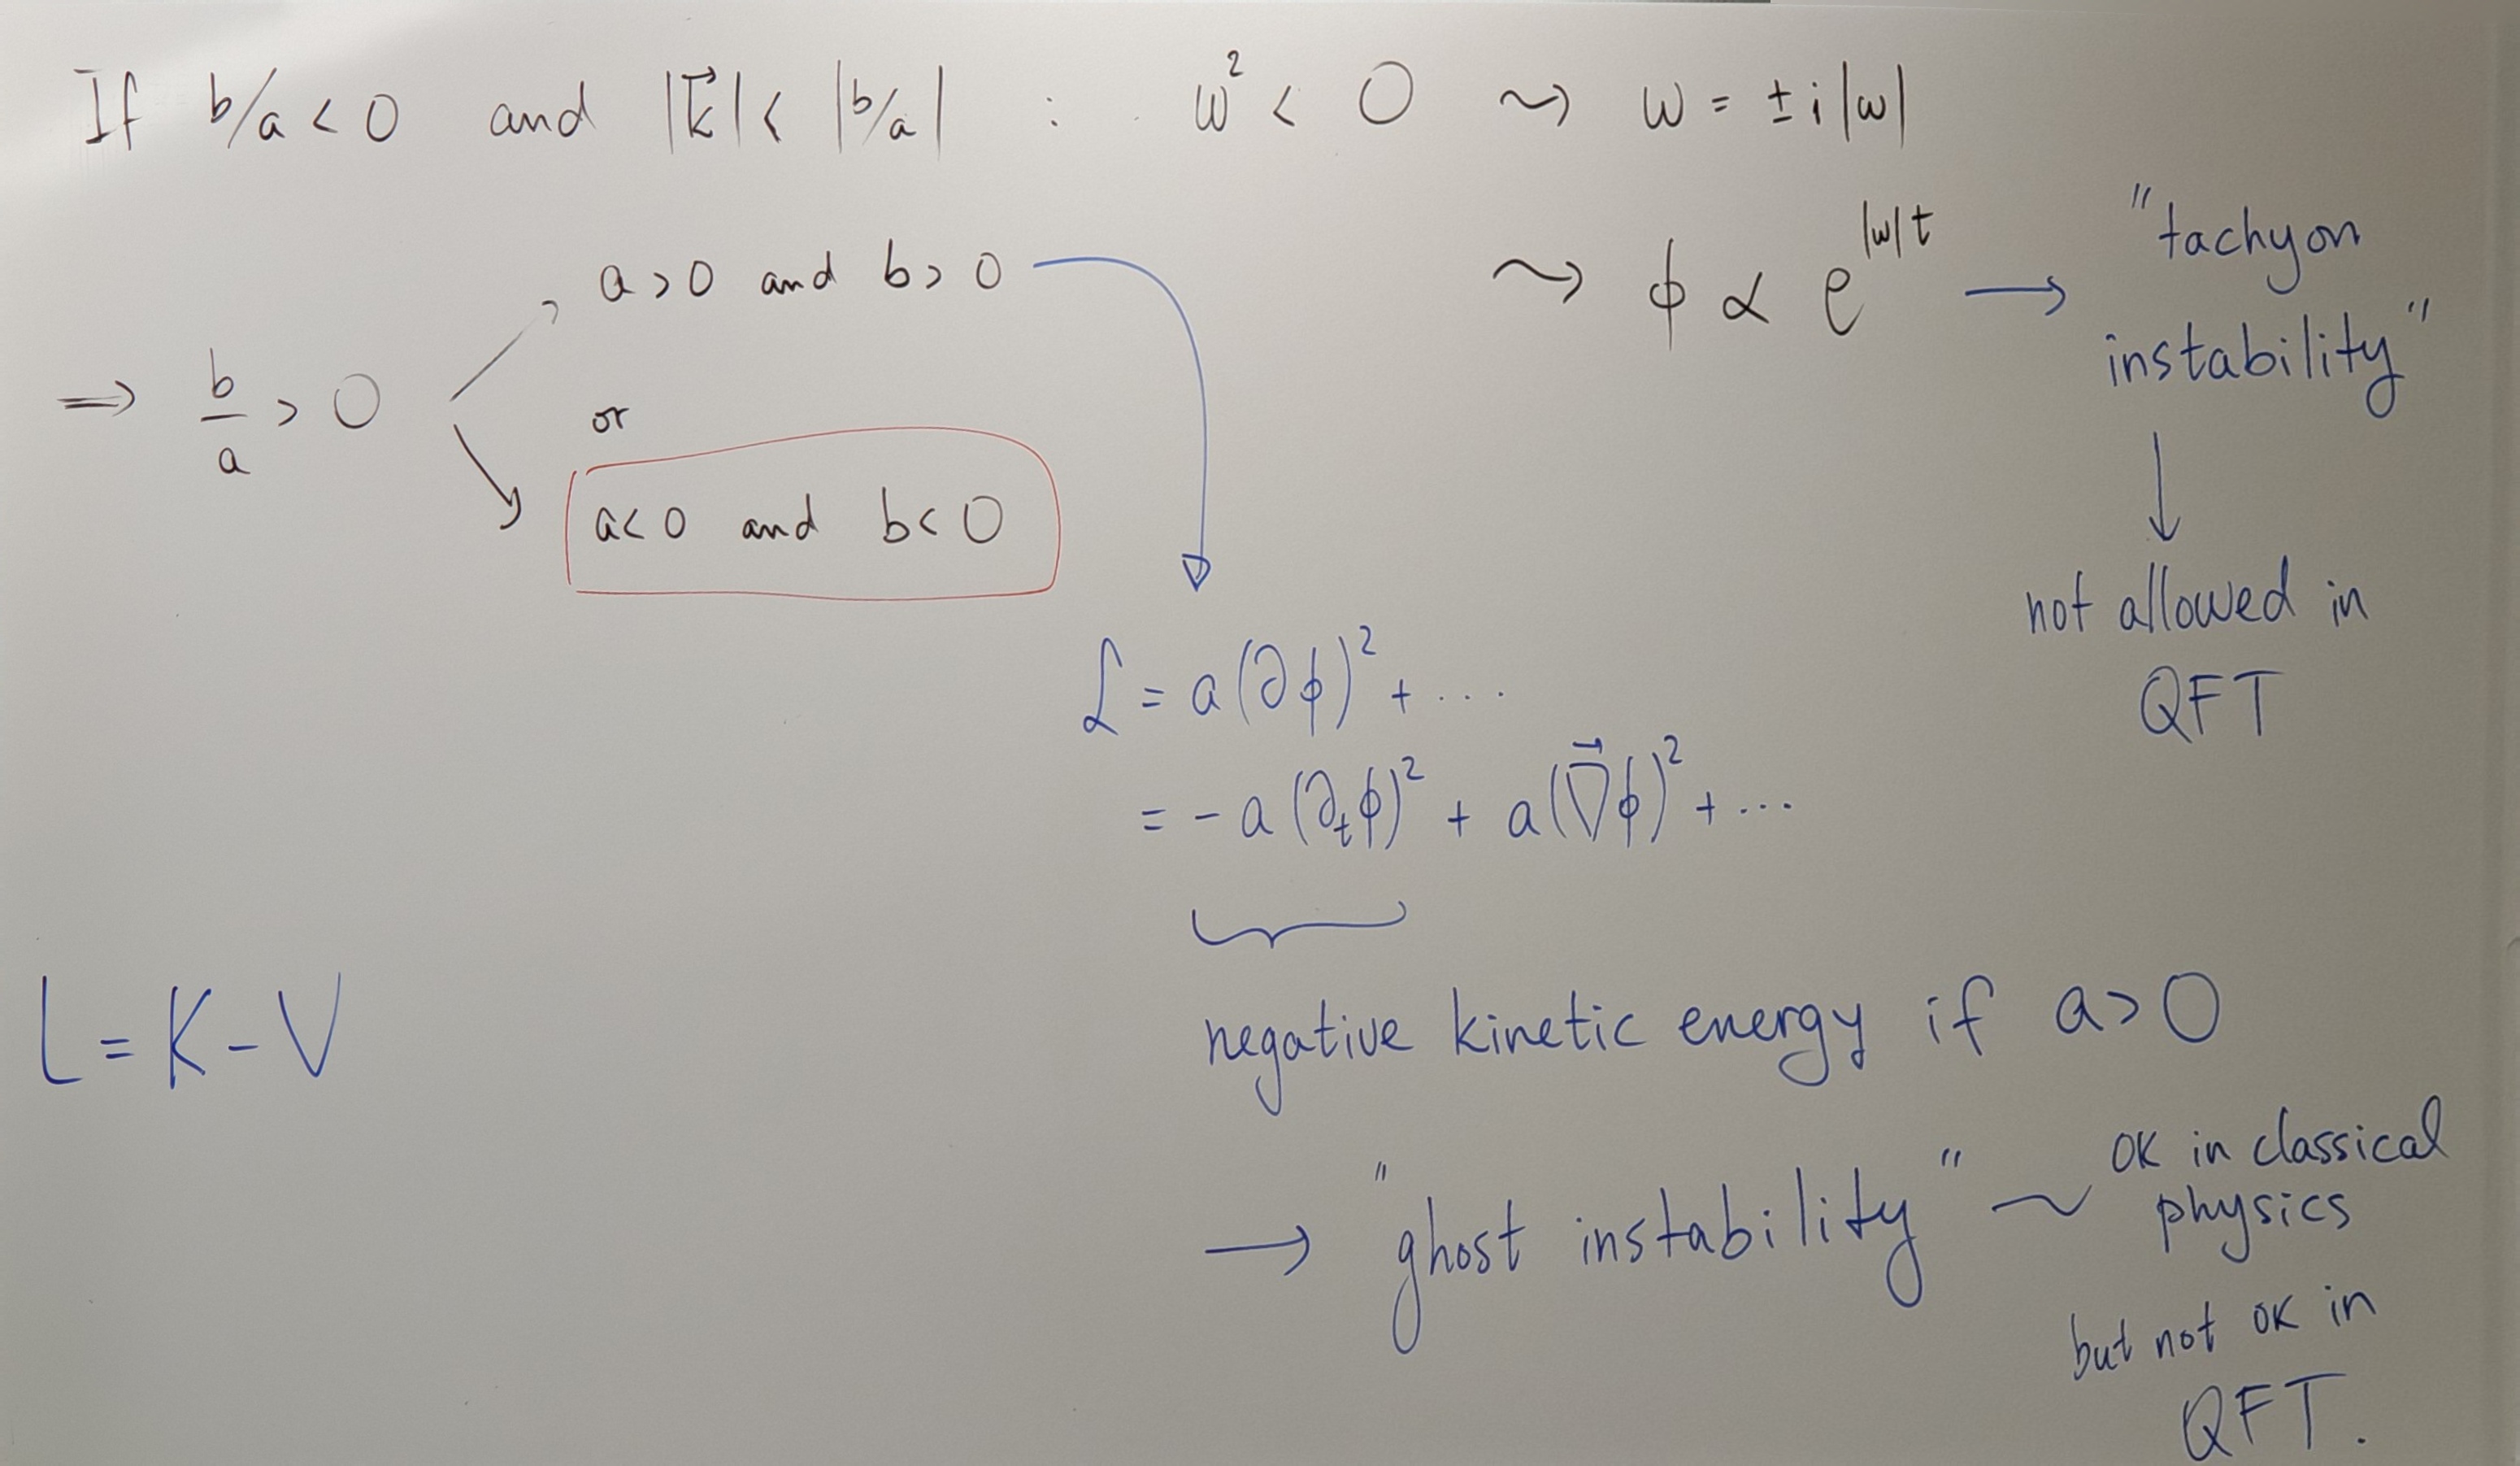 If b/a < 0 and |k⃗| < |b/a| : ω² < 0 ⇝ ω = ± i|ω|
⇝ ϕ ∝ e^{|ω|t} → "tachyon
instability"
↓
not allowed in
QFT
⇒ b/a > 0
a > 0 and b > 0
or
a < 0 and b < 0
ℒ = a(∂ϕ)² + ...
= - a(∂ₜϕ)² + a(∇⃗ϕ)² + ...
negative kinetic energy if a > 0
→ "ghost instability" ~ OK in classical
physics
but not OK in
QFT.
L = K - V